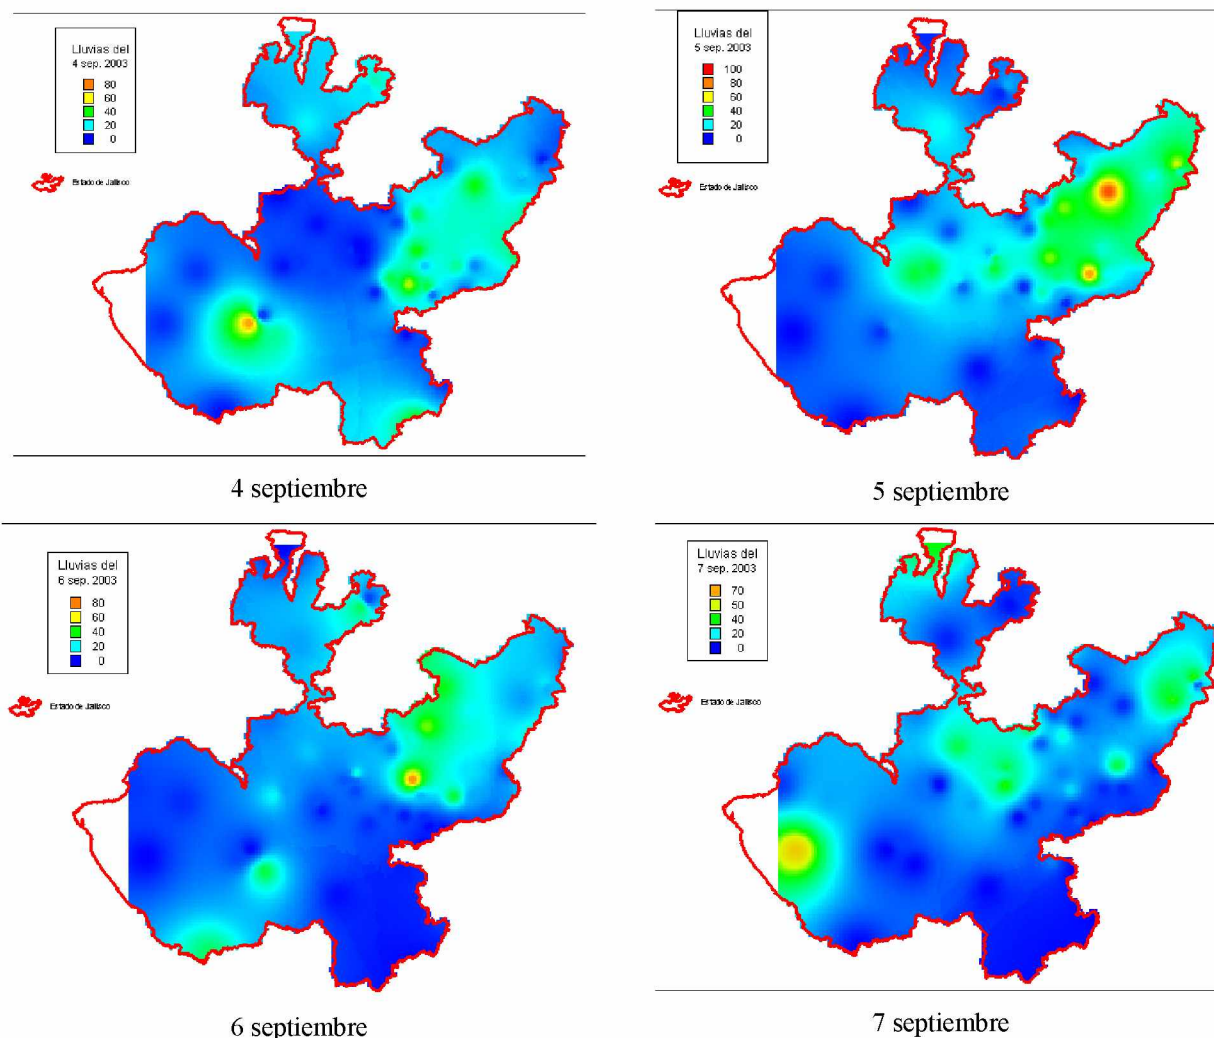 Lluvias del
4 sep. 2003
80
60
40
20
0
Estado de Jalisco
4 septiembre
Lluvias del
5 sep. 2003
100
80
60
40
20
0
Estado de Jalisco
5 septiembre
Lluvias del
6 sep. 2003
80
60
40
20
0
Estado de Jalisco
6 septiembre
Lluvias del
7 sep. 2003
70
50
40
20
0
Estado de Jalisco
7 septiembre